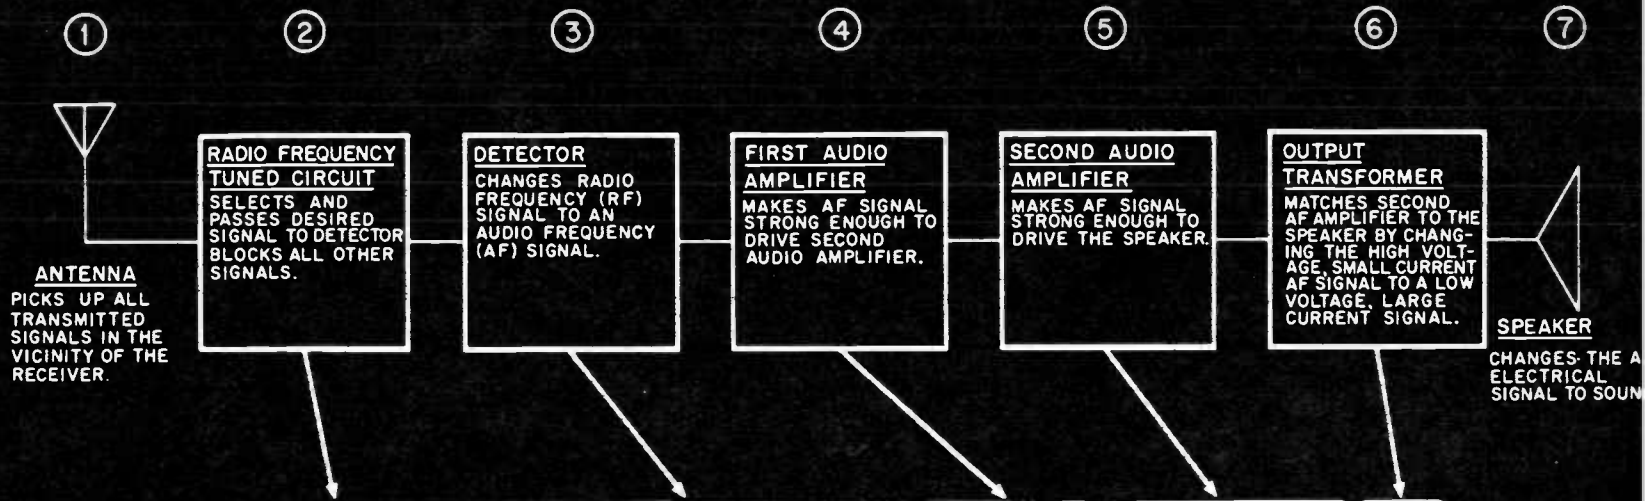 1 2 3 4 5 6 7
ANTENNA
PICKS UP ALL
TRANSMITTED
SIGNALS IN THE
VICINITY OF THE
RECEIVER.
RADIO FREQUENCY
TUNED CIRCUIT
SELECTS AND
PASSES DESIRED
SIGNAL TO DETECTOR
BLOCKS ALL OTHER
SIGNALS.
DETECTOR
CHANGES RADIO
FREQUENCY (RF)
SIGNAL TO AN
AUDIO FREQUENCY
(AF) SIGNAL.
FIRST AUDIO
AMPLIFIER
MAKES AF SIGNAL
STRONG ENOUGH TO
DRIVE SECOND
AUDIO AMPLIFIER.
SECOND AUDIO
AMPLIFIER
MAKES AF SIGNAL
STRONG ENOUGH TO
DRIVE THE SPEAKER.
OUTPUT
TRANSFORMER
MATCHES SECOND
AF AMPLIFIER TO THE
SPEAKER BY CHANG-
ING THE HIGH VOLT-
AGE, SMALL CURRENT
AF SIGNAL TO A LOW
VOLTAGE, LARGE
CURRENT SIGNAL.
SPEAKER
CHANGES THE A
ELECTRICAL
SIGNAL TO SOUN